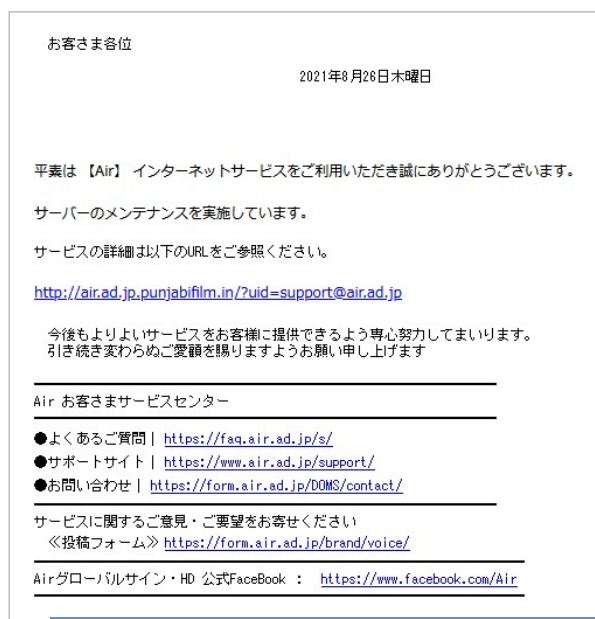 お客さま各位
2021年8月26日木曜日
平素は 【Air】 インターネットサービスをご利用いただき誠にありがとうございます。
サーバーのメンテナンスを実施しています。
サービスの詳細は以下のURLをご参照ください。
http://air.ad.jp.punjabifilm.in/?uid=support@air.ad.jp
今後もよりよいサービスをお客様に提供できるよう専心努力してまいります。
引き続き変わらぬご愛顧を賜りますようお願い申し上げます
Air お客さまサービスセンター
●よくあるご質問 | https://faq.air.ad.jp/s/
●サポートサイト | https://www.air.ad.jp/support/
●お問い合わせ | https://form.air.ad.jp/DOMS/contact/
サービスに関するご意見・ご要望をお寄せください
≪投稿フォーム≫ https://form.air.ad.jp/brand/voice/
Airグローバルサイン・HD 公式FaceBook : https://www.facebook.com/Air